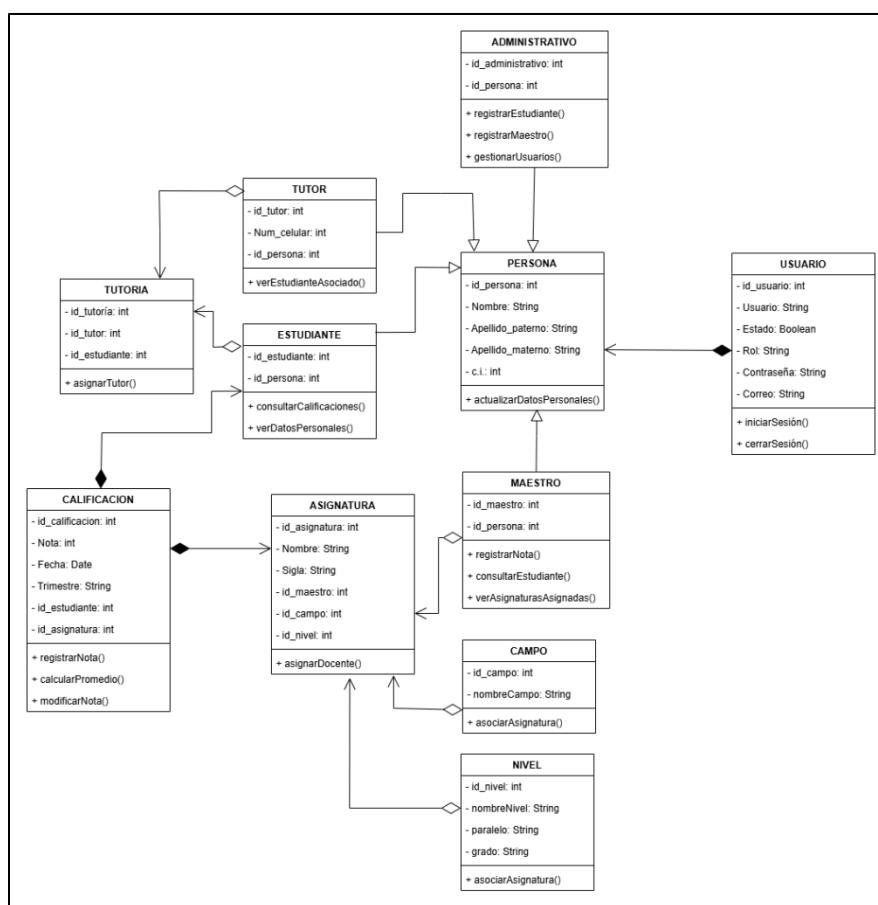 ADMINISTRATIVO
- id_administrativo: int
- id_persona: int
+ registrarEstudiante()
+ registrarMaestro()
+ gestionarUsuarios()
TUTOR
- id_tutor: int
- Num_celular: int
- id_persona: int
+ verEstudianteAsociado()
PERSONA
- id_persona: int
- Nombre: String
- Apellido_paterno: String
- Apellido_materno: String
- c.i.: int
+ actualizarDatosPersonales()
USUARIO
- id_usuario: int
- Usuario: String
- Estado: Boolean
- Rol: String
- Contraseña: String
- Correo: String
+ iniciarSesión()
+ cerrarSesión()
TUTORIA
- id_tutoría: int
- id_tutor: int
- id_estudiante: int
+ asignarTutor()
ESTUDIANTE
- id_estudiante: int
- id_persona: int
+ consultarCalificaciones()
+ verDatosPersonales()
CALIFICACION
- id_calificacion: int
- Nota: int
- Fecha: Date
- Trimestre: String
- id_estudiante: int
- id_asignatura: int
+ registrarNota()
+ calcularPromedio()
+ modificarNota()
ASIGNATURA
- id_asignatura: int
- Nombre: String
- Sigla: String
- id_maestro: int
- id_campo: int
- id_nivel: int
+ asignarDocente()
MAESTRO
- id_maestro: int
- id_persona: int
+ registrarNota()
+ consultarEstudiante()
+ verAsignaturasAsignadas()
CAMPO
- id_campo: int
- nombreCampo: String
+ asociarAsignatura()
NIVEL
- id_nivel: int
- nombreNivel: String
- paralelo: String
- grado: String
+ asociarAsignatura()